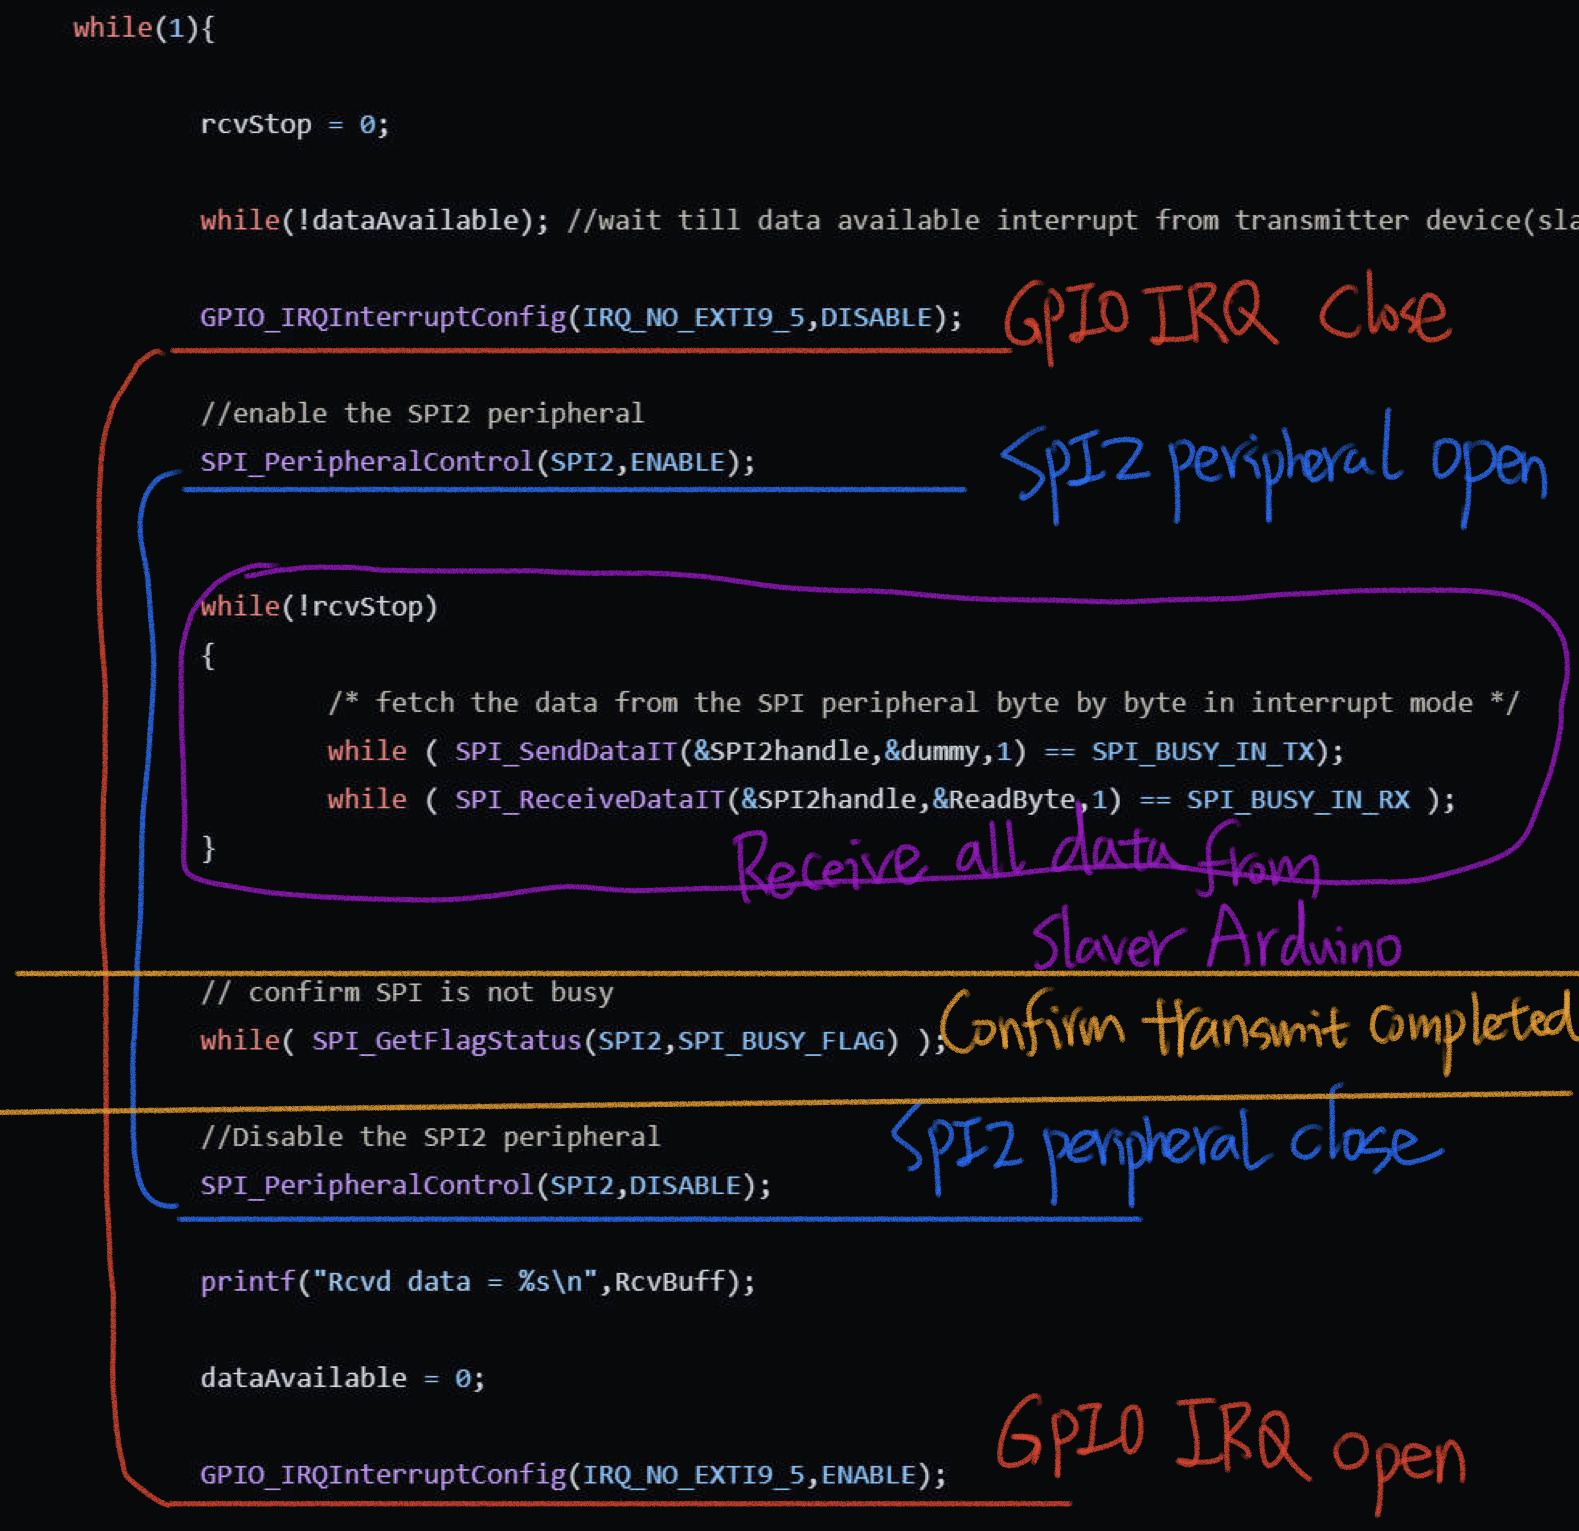 while(1){
rcvStop = 0;
while(!dataAvailable); //wait till data available interrupt from transmitter device(sla
GPIO_IRQInterruptConfig(IRQ_NO_EXTI9_5,DISABLE); GPIO IRQ Close
//enable the SPI2 peripheral
SPI_PeripheralControl(SPI2,ENABLE); SPI2 peripheral open
while(!rcvStop)
{
/* fetch the data from the SPI peripheral byte by byte in interrupt mode */
while ( SPI_SendDataIT(&SPI2handle,&dummy,1) == SPI_BUSY_IN_TX);
while ( SPI_ReceiveDataIT(&SPI2handle,&ReadByte,1) == SPI_BUSY_IN_RX );
}
Receive all data from
Slaver Arduino
// confirm SPI is not busy
while( SPI_GetFlagStatus(SPI2,SPI_BUSY_FLAG) ); Confirm transmit completed
//Disable the SPI2 peripheral
SPI2 peripheral close
SPI_PeripheralControl(SPI2,DISABLE);
printf("Rcvd data = %s\n",RcvBuff);
dataAvailable = 0;
GPIO IRQ open
GPIO_IRQInterruptConfig(IRQ_NO_EXTI9_5,ENABLE);